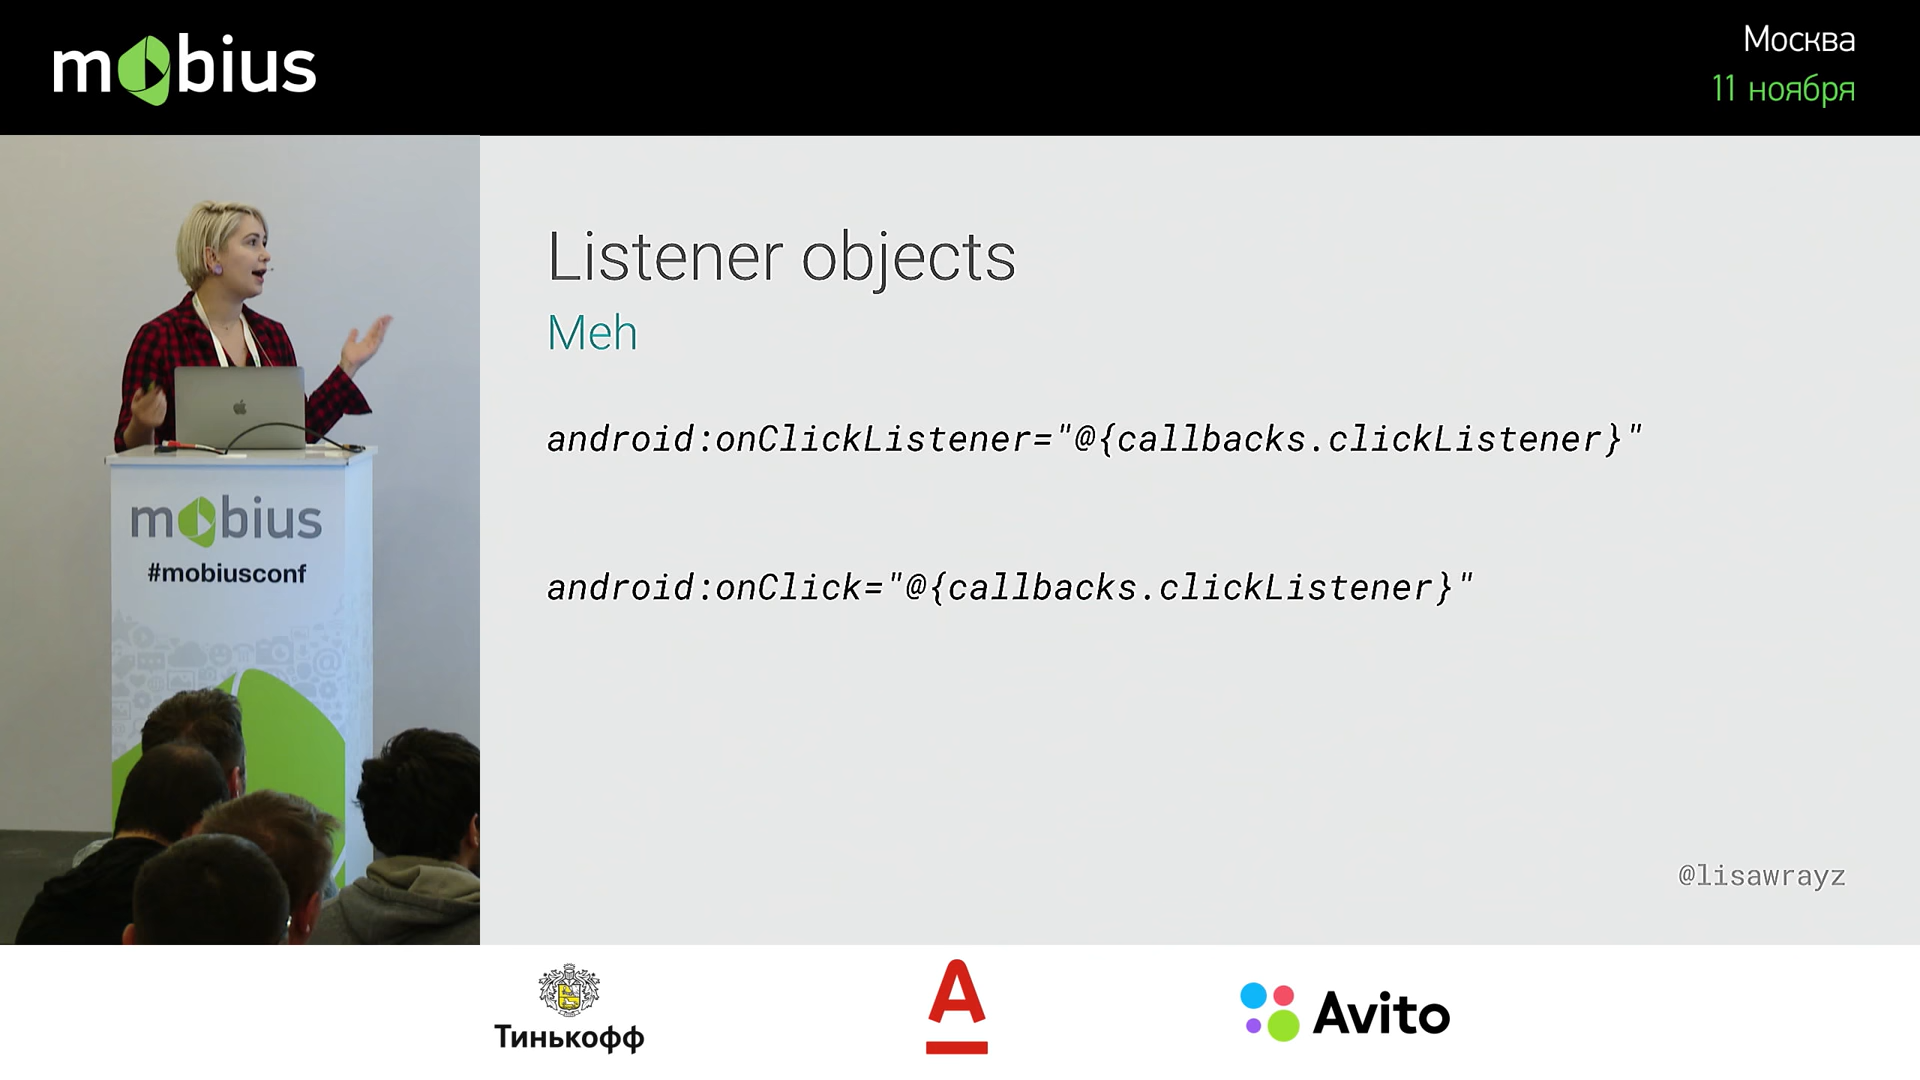 mobius
Москва
11 ноября
Listener objects
Meh
android:onClickListener="@{callbacks.clickListener}"
android:onClick="@{callbacks.clickListener}"
@lisawrayz
mobius
#mobiusconf
Тинькофф
А
Avito